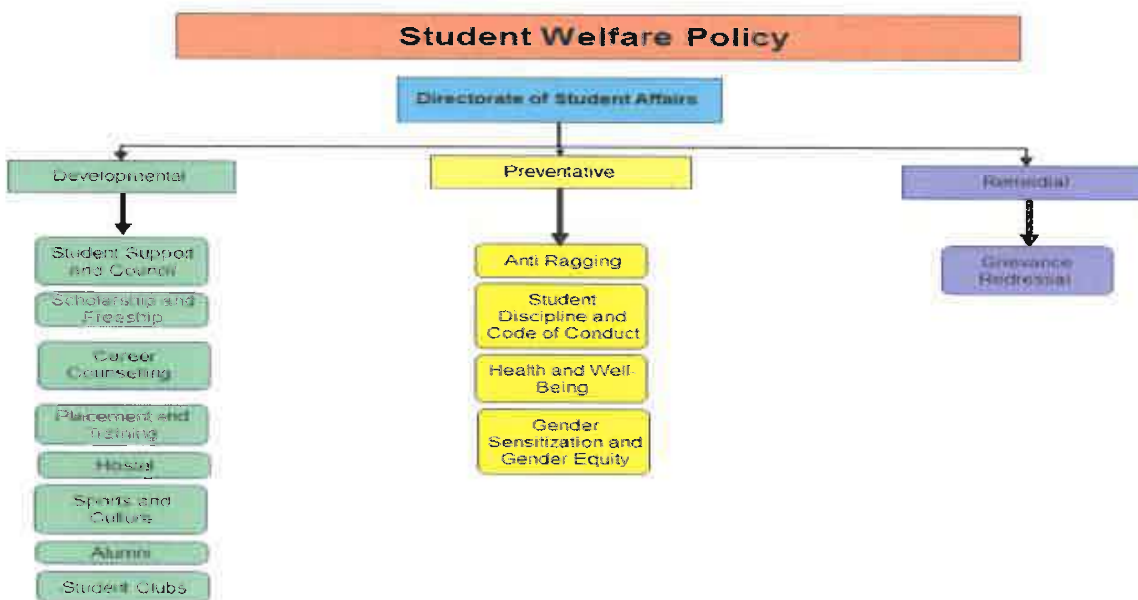 Student Welfare Policy
Directorate of Student Affairs
Developmental
Preventative
Remedial
Student Support
and Council
Scholarship and
Freeship
Career
Counselling
Placement and
Training
Hostel
Sports and
Culture
Alumni
Student Clubs
Anti Ragging
Student
Discipline and
Code of Conduct
Health and Well-
Being
Gender
Sensitization and
Gender Equity
Grievance
Redressal